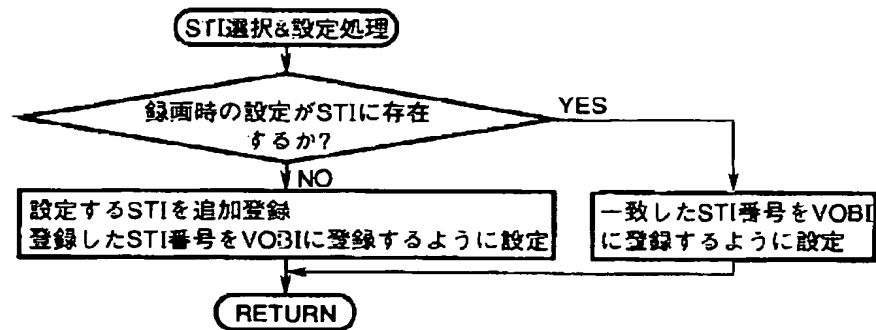 STI選択&設定処理
録画時の設定がSTIに存在
するか?
YES
NO
設定するSTIを追加登録
登録したSTI番号をVOBIに登録するように設定
一致したSTI番号をVOBI
に登録するように設定
RETURN